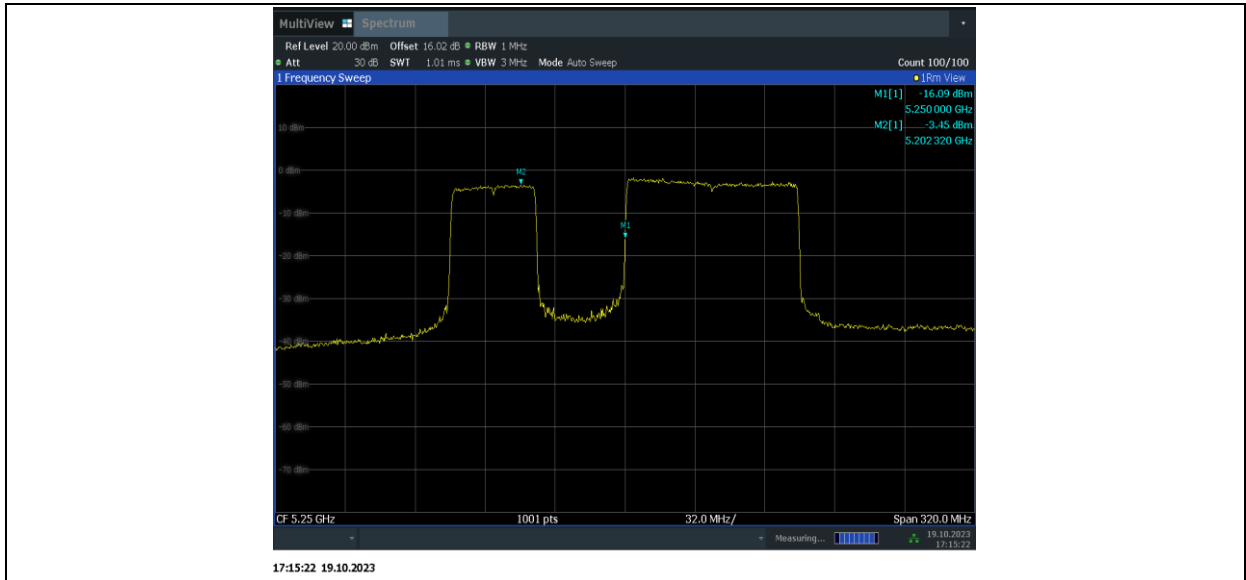 MultiView Spectrum
Ref Level 20.00 dBm Offset 16.02 dB RBW 1 MHz
Att 30 dB SWT 1.01 ms VBW 3 MHz Mode Auto Sweep Count 100/100
1 Frequency Sweep 1Rm View
M1[1] -16.09 dBm
5.250 000 GHz
10 dBm
M2[1] -3.45 dBm
5.202 320 GHz
0 dBm
M2
-10 dBm
M1
-20 dBm
-30 dBm
-40 dBm
-50 dBm
-60 dBm
-70 dBm
CF 5.25 GHz 1001 pts 32.0 MHz/ Span 320.0 MHz
Measuring... 19.10.2023
17:15:22
17:15:22 19.10.2023